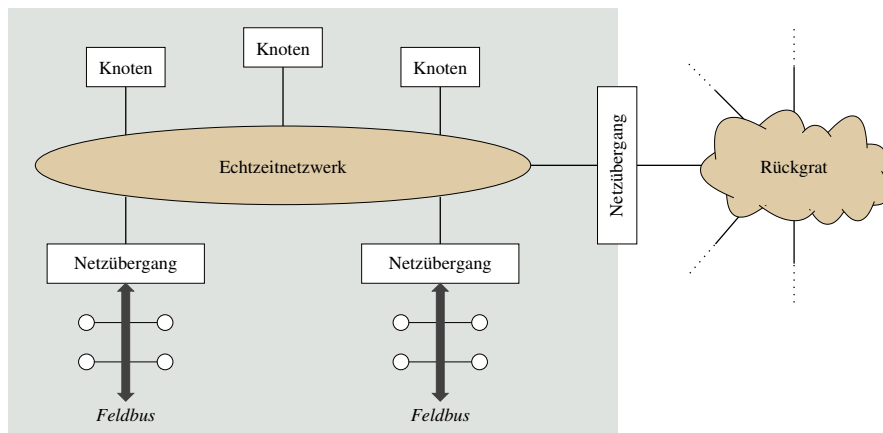 Knoten
Knoten
Knoten
Echtzeitnetzwerk
Netzübergang
Rückgrat
Netzübergang
Netzübergang
Feldbus
Feldbus